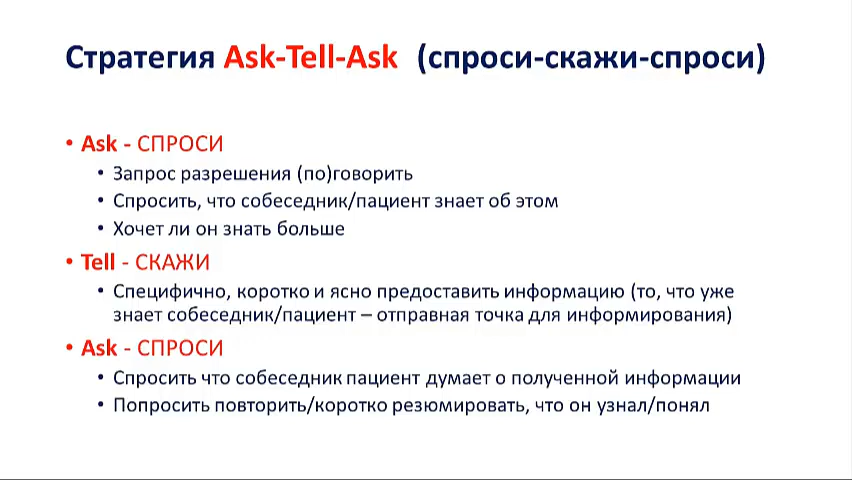 Стратегия Ask-Tell-Ask (спроси-скажи-спроси)
• Ask - СПРОСИ
• Запрос разрешения (по)говорить
• Спросить, что собеседник/пациент знает об этом
• Хочет ли он знать больше
• Tell - СКАЖИ
• Специфично, коротко и ясно предоставить информацию (то, что уже
знает собеседник/пациент – отправная точка для информирования)
• Ask - СПРОСИ
• Спросить что собеседник пациент думает о полученной информации
• Попросить повторить/коротко резюмировать, что он узнал/понял